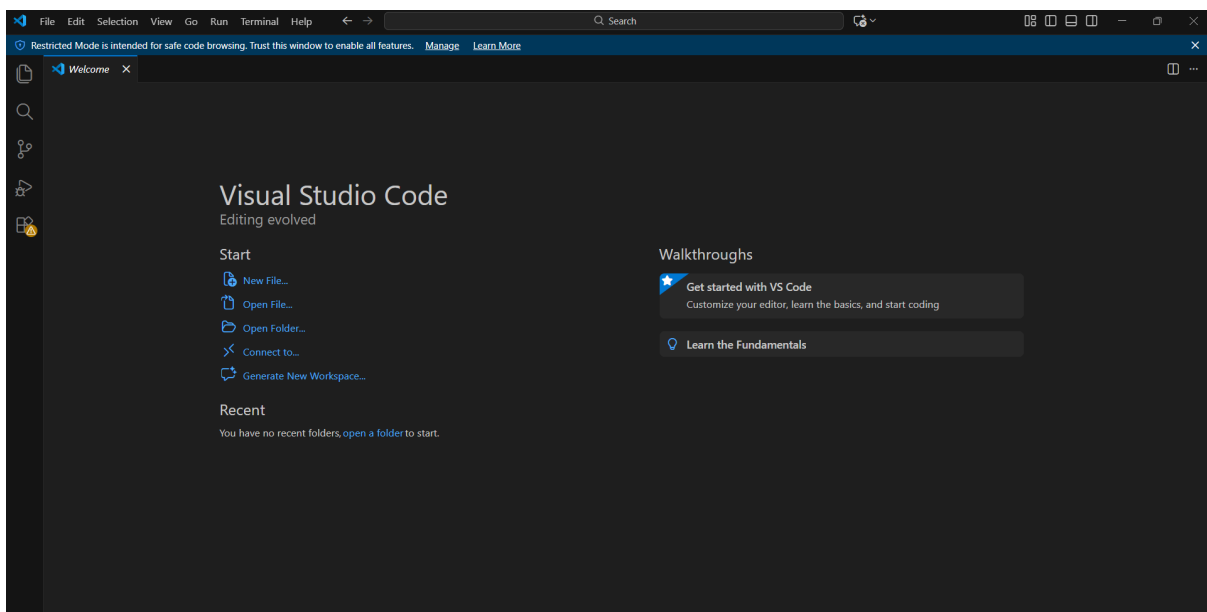 File Edit Selection View Go Run Terminal Help Search
Restricted Mode is intended for safe code browsing. Trust this window to enable all features. Manage Learn More
Welcome
Visual Studio Code
Editing evolved
Start
New File...
Open File...
Open Folder...
Connect to...
Generate New Workspace...
Recent
You have no recent folders, open a folder to start.
Walkthroughs
Get started with VS Code
Customize your editor, learn the basics, and start coding
Learn the Fundamentals